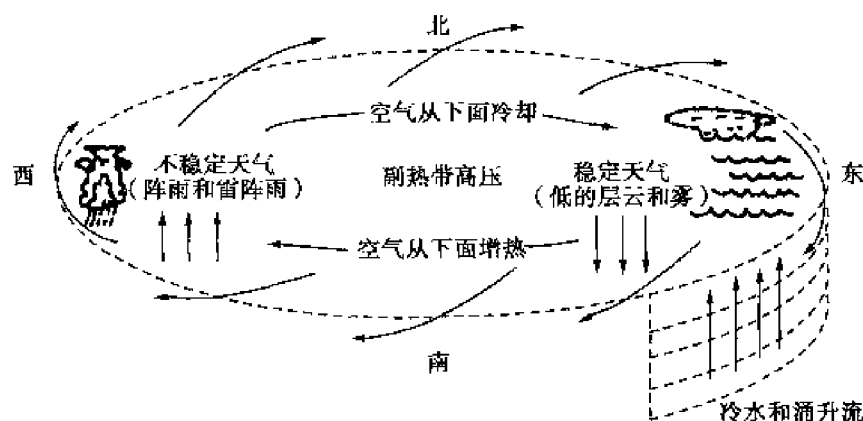 北
空气从下面冷却
西
不稳定天气
(阵雨和雷阵雨)
副热带高压
稳定天气
(低的层云和雾)
东
空气从下面增热
南
冷水和涌升流